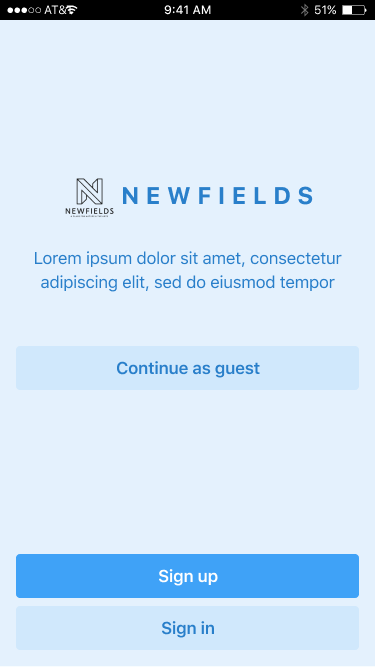 AT&T 9:41 AM 51%
NEWFIELDS
NEWFIELDS
Lorem ipsum dolor sit amet, consectetur
adipiscing elit, sed do eiusmod tempor
Continue as guest
Sign up
Sign in